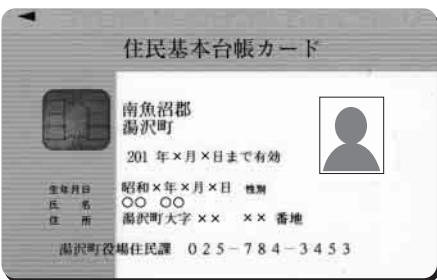 住民基本台帳カード
南魚沼郡
湯沢町
201 年×月×日まで有効
生年月日 昭和×年×月×日 性別
氏 名 〇〇 〇〇
住 所 湯沢町大字×× ×× 番地
湯沢町役場住民課 025-784-3453